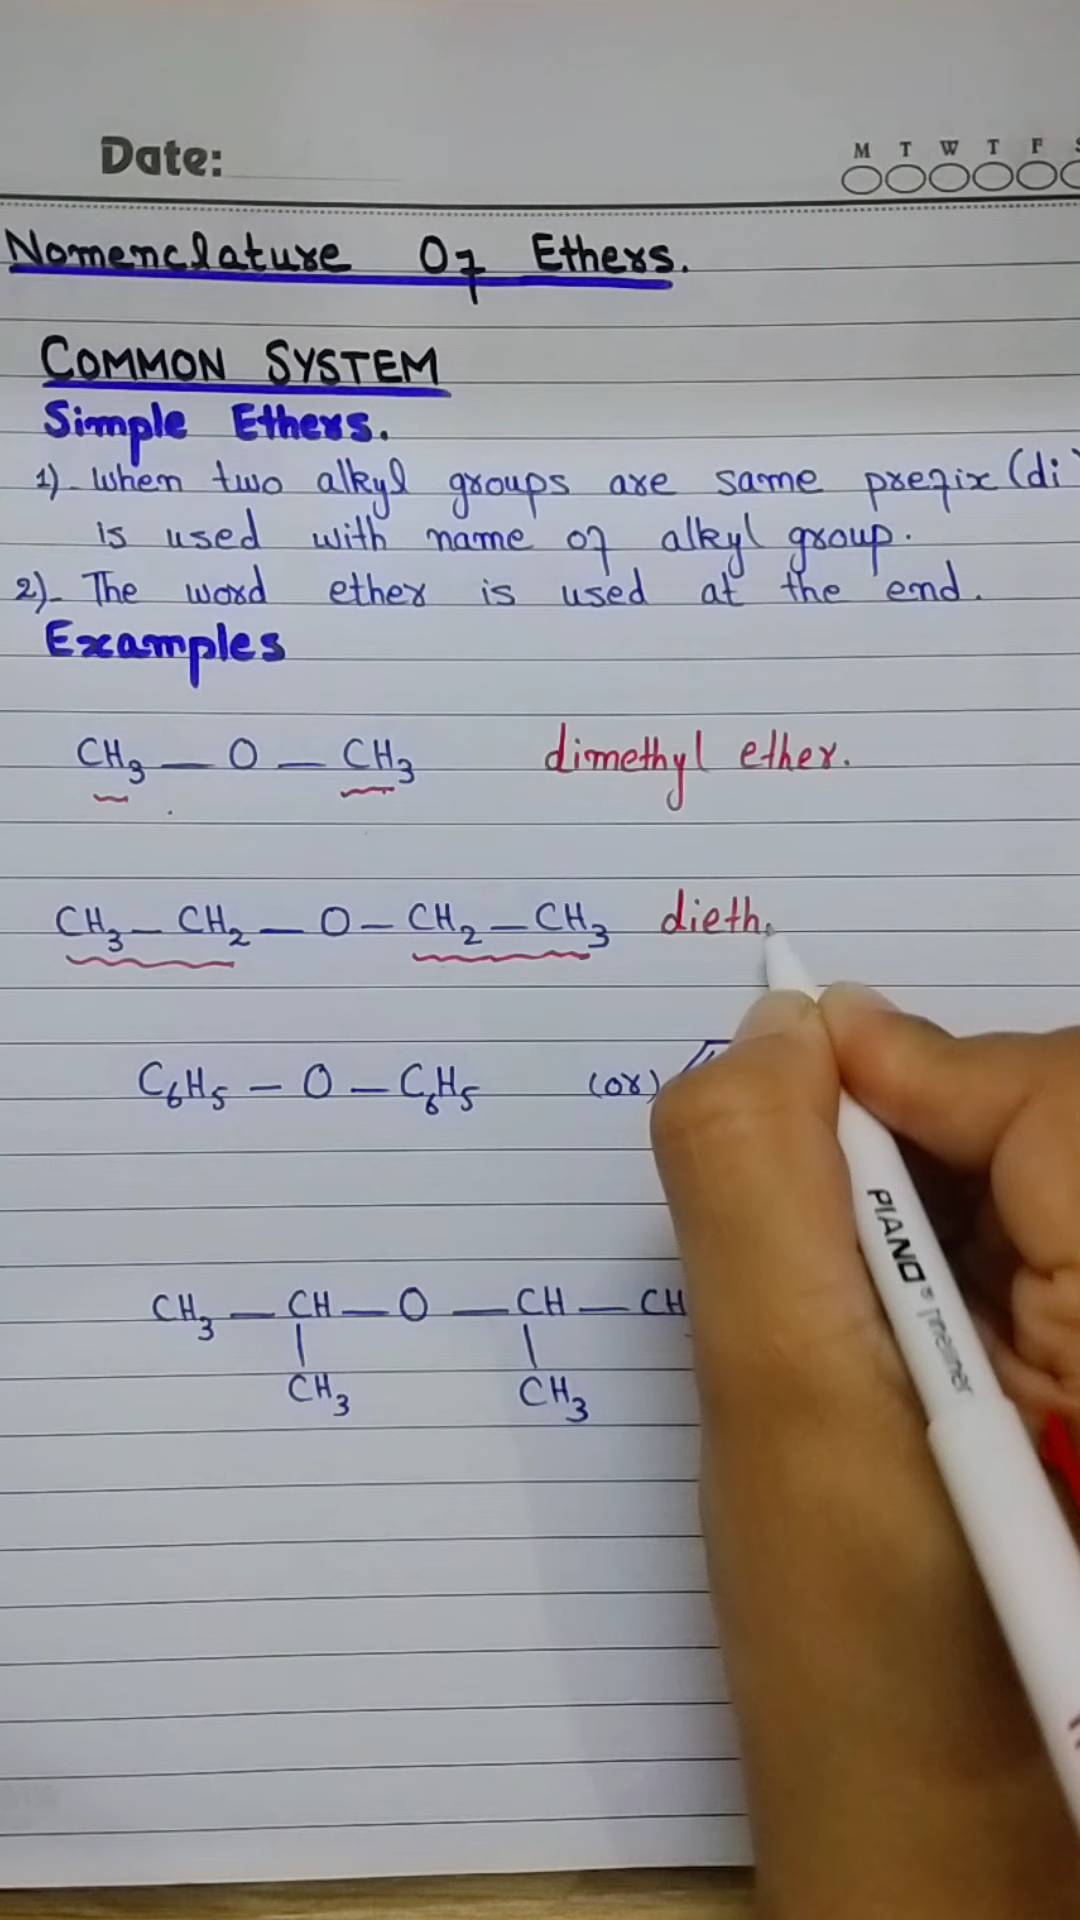 Date:
M T W T F S
Nomenclature Of Ethers.
COMMON SYSTEM
Simple Ethers.
1)- When two alkyl groups are same prefix (di)
is used with name of alkyl group.
2)- The word ether is used at the end.
Examples
CH₃ — O — CH₃ dimethyl ether.
CH₃ — CH₂ — O — CH₂ — CH₃ dieth
C₆H₅ — O — C₆H₅ (or)
CH₃ — CH — O — CH — CH
CH₃ CH₃
PIANO